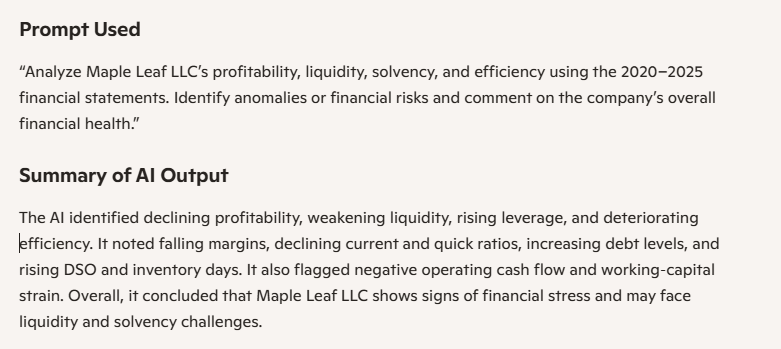 Prompt Used
“Analyze Maple Leaf LLC’s profitability, liquidity, solvency, and efficiency using the 2020–2025
financial statements. Identify anomalies or financial risks and comment on the company’s overall
financial health.”
Summary of AI Output
The AI identified declining profitability, weakening liquidity, rising leverage, and deteriorating
efficiency. It noted falling margins, declining current and quick ratios, increasing debt levels, and
rising DSO and inventory days. It also flagged negative operating cash flow and working-capital
strain. Overall, it concluded that Maple Leaf LLC shows signs of financial stress and may face
liquidity and solvency challenges.